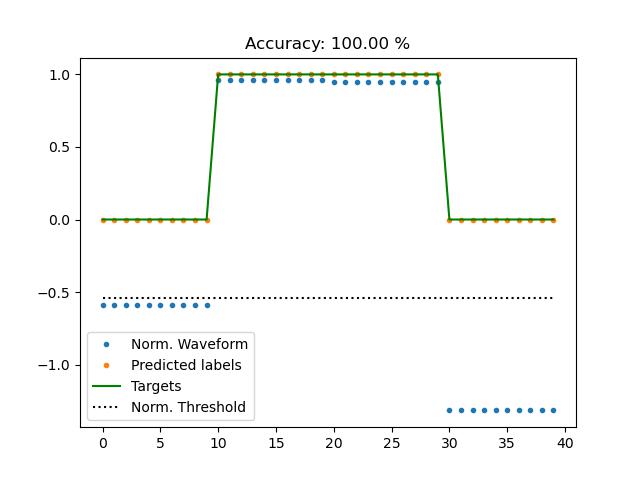 Accuracy: 100.00 %
1.0
0.5
0.0
−0.5
−1.0
Norm. Waveform
Predicted labels
Targets
Norm. Threshold
0 5 10 15 20 25 30 35 40